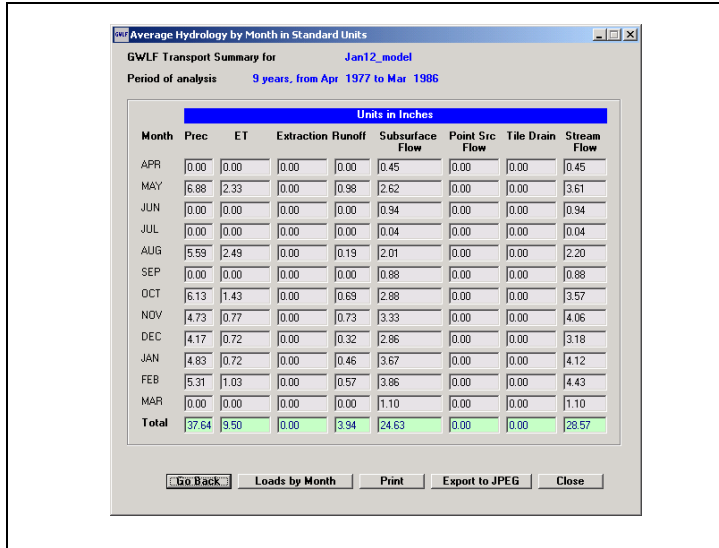 GWLF Average Hydrology by Month in Standard Units
GWLF Transport Summary for Jan12_model
Period of analysis 9 years, from Apr 1977 to Mar 1986
Units in Inches
Month Prec ET Extraction Runoff Subsurface Flow Point Src Flow Tile Drain Stream Flow
APR 0.00 0.00 0.00 0.00 0.45 0.00 0.00 0.45
MAY 6.88 2.33 0.00 0.98 2.62 0.00 0.00 3.61
JUN 0.00 0.00 0.00 0.00 0.94 0.00 0.00 0.94
JUL 0.00 0.00 0.00 0.00 0.04 0.00 0.00 0.04
AUG 5.59 2.49 0.00 0.19 2.01 0.00 0.00 2.20
SEP 0.00 0.00 0.00 0.00 0.88 0.00 0.00 0.88
OCT 6.13 1.43 0.00 0.69 2.88 0.00 0.00 3.57
NOV 4.73 0.77 0.00 0.73 3.33 0.00 0.00 4.06
DEC 4.17 0.72 0.00 0.32 2.86 0.00 0.00 3.18
JAN 4.83 0.72 0.00 0.46 3.67 0.00 0.00 4.12
FEB 5.31 1.03 0.00 0.57 3.86 0.00 0.00 4.43
MAR 0.00 0.00 0.00 0.00 1.10 0.00 0.00 1.10
Total 37.64 9.50 0.00 3.94 24.63 0.00 0.00 28.57
Go Back Loads by Month Print Export to JPEG Close